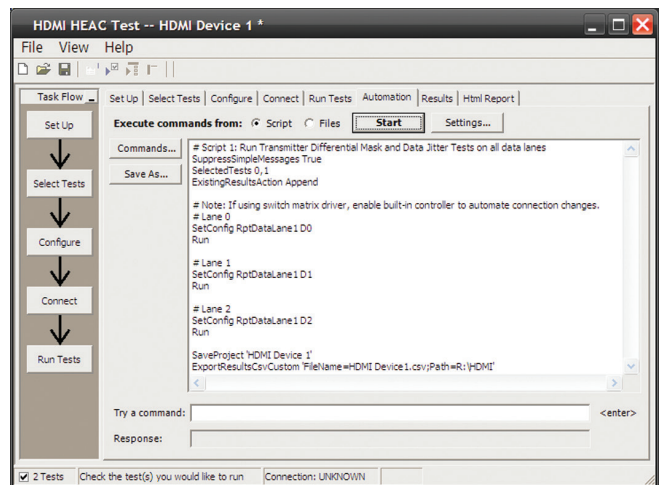 HDMI HEAC Test -- HDMI Device 1 *
File View Help
Task Flow
Set Up
Select Tests
Configure
Connect
Run Tests
Set Up Select Tests Configure Connect Run Tests Automation Results Html Report
Execute commands from: Script Files Start Settings...
Commands...
Save As...
# Script 1: Run Transmitter Differential Mask and Data Jitter Tests on all data lanes
SuppressSimpleMessages True
SelectedTests 0,1
ExistingResultsAction Append
# Note: If using switch matrix driver, enable built-in controller to automate connection changes.
# Lane 0
SetConfig RptDataLane1 D0
Run
# Lane 1
SetConfig RptDataLane1 D1
Run
# Lane 2
SetConfig RptDataLane1 D2
Run
SaveProject 'HDMI Device 1'
ExportResultsCsvCustom 'FileName=HDMI Device1.csv;Path=R:\HDMI'
Try a command: <enter>
Response:
2 Tests Check the test(s) you would like to run Connection: UNKNOWN